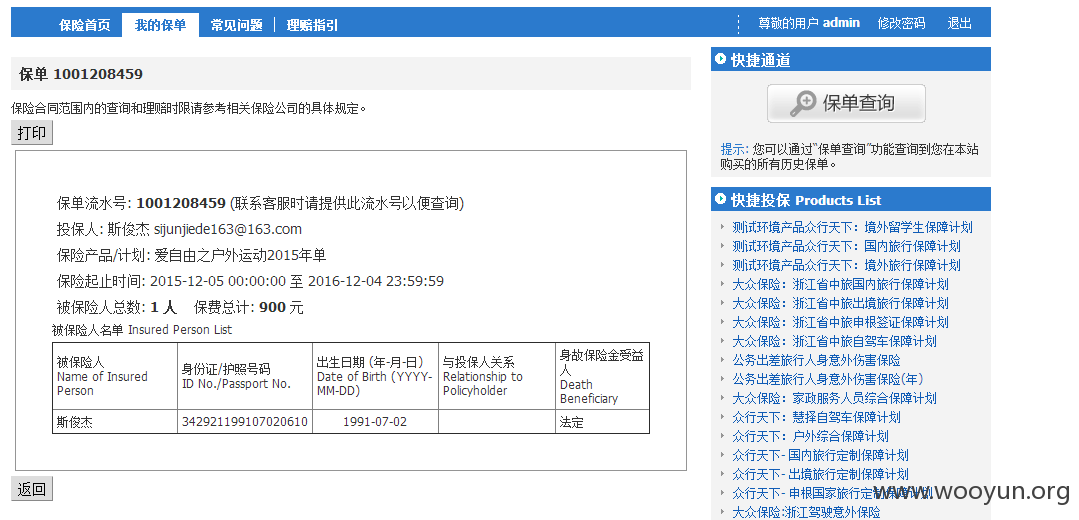 保险首页 我的保单 常见问题 理赔指引 尊敬的用户 admin 修改密码 退出
保单 1001208459
保险合同范围内的查询和理赔时限请参考相关保险公司的具体规定。
打印
保单流水号: 1001208459 (联系客服时请提供此流水号以便查询)
投保人: 斯俊杰 sijunjiede163@163.com
保险产品/计划: 爱自由之户外运动2015年单
保险起止时间: 2015-12-05 00:00:00 至 2016-12-04 23:59:59
被保险人总数: 1 人 保费总计: 900 元
被保险人名单 Insured Person List
被保险人
Name of Insured
Person
身份证/护照号码
ID No./Passport No.
出生日期 (年-月-日)
Date of Birth (YYYY-
MM-DD)
与投保人关系
Relationship to
Policyholder
身故保险金受益
人
Death
Beneficiary
斯俊杰 342921199107020610 1991-07-02 法定
返回
快捷通道
保单查询
提示: 您可以通过"保单查询"功能查询到您在本站
购买的所有历史保单。
快捷投保 Products List
测试环境产品众行天下：境外留学生保障计划
测试环境产品众行天下：国内旅行保障计划
测试环境产品众行天下：境外旅行保障计划
大众保险：浙江省中旅国内旅行保障计划
大众保险：浙江省中旅出境旅行保障计划
大众保险：浙江省中旅申根签证保障计划
大众保险：浙江省中旅自驾车保障计划
公务出差旅行人身意外伤害保险
公务出差旅行人身意外伤害保险(年)
大众保险：家政服务人员综合保障计划
众行天下：慧择自驾车保障计划
众行天下：户外综合保障计划
众行天下- 国内旅行定制保障计划
众行天下- 出境旅行定制保障计划
众行天下- 申根国家旅行定制保障计划
大众保险:浙江驾驶意外保险
www.wooyun.org